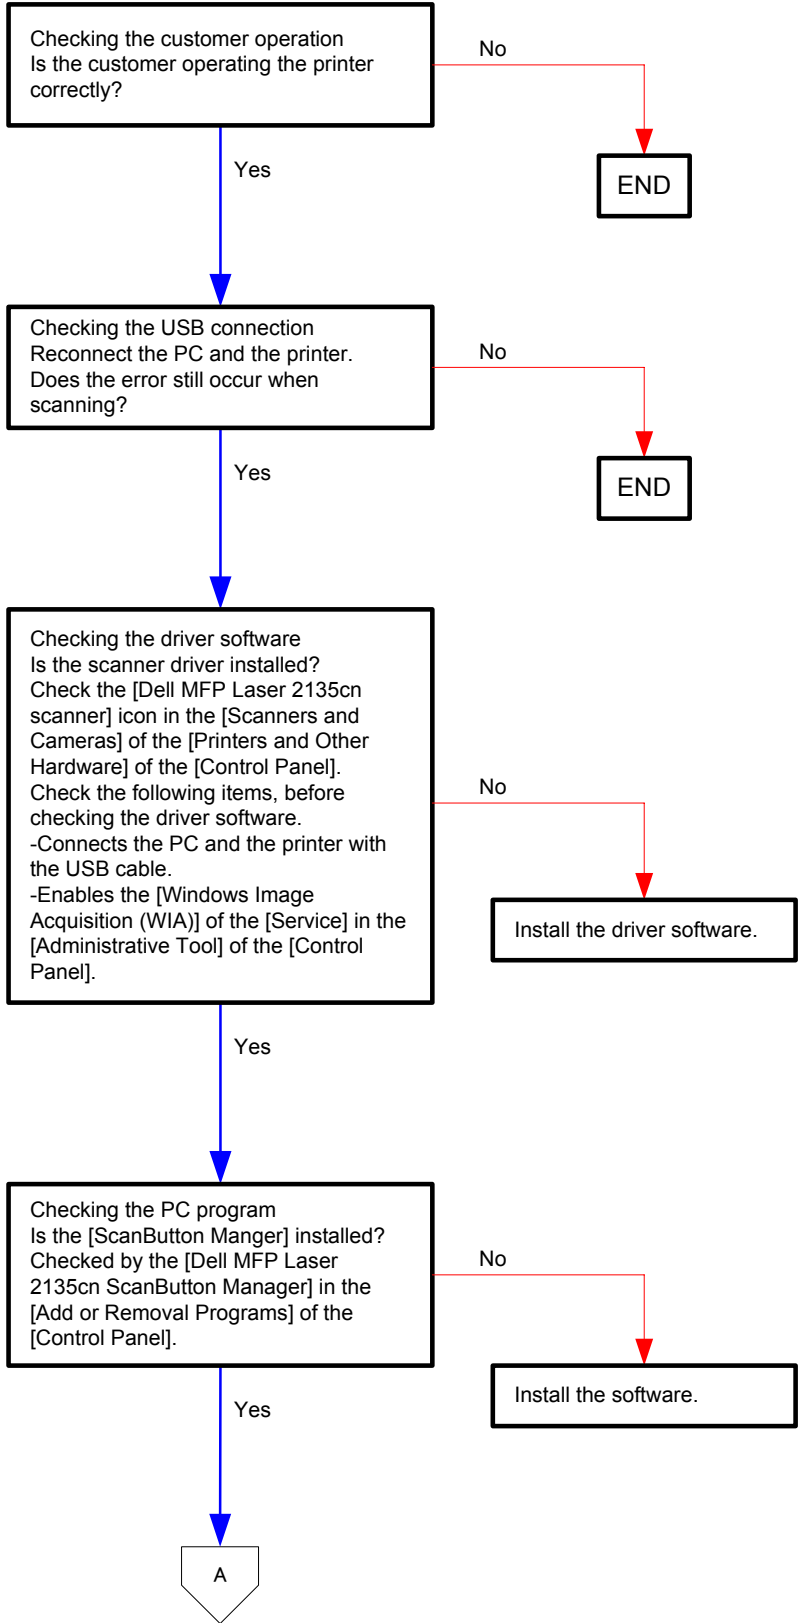 Checking the customer operation
Is the customer operating the printer
correctly?
No
END
Yes
Checking the USB connection
Reconnect the PC and the printer.
Does the error still occur when
scanning?
No
END
Yes
Checking the driver software
Is the scanner driver installed?
Check the [Dell MFP Laser 2135cn
scanner] icon in the [Scanners and
Cameras] of the [Printers and Other
Hardware] of the [Control Panel].
Check the following items, before
checking the driver software.
-Connects the PC and the printer with
the USB cable.
-Enables the [Windows Image
Acquisition (WIA)] of the [Service] in the
[Administrative Tool] of the [Control
Panel].
No
Install the driver software.
Yes
Checking the PC program
Is the [ScanButton Manger] installed?
Checked by the [Dell MFP Laser
2135cn ScanButton Manager] in the
[Add or Removal Programs] of the
[Control Panel].
No
Install the software.
Yes
A